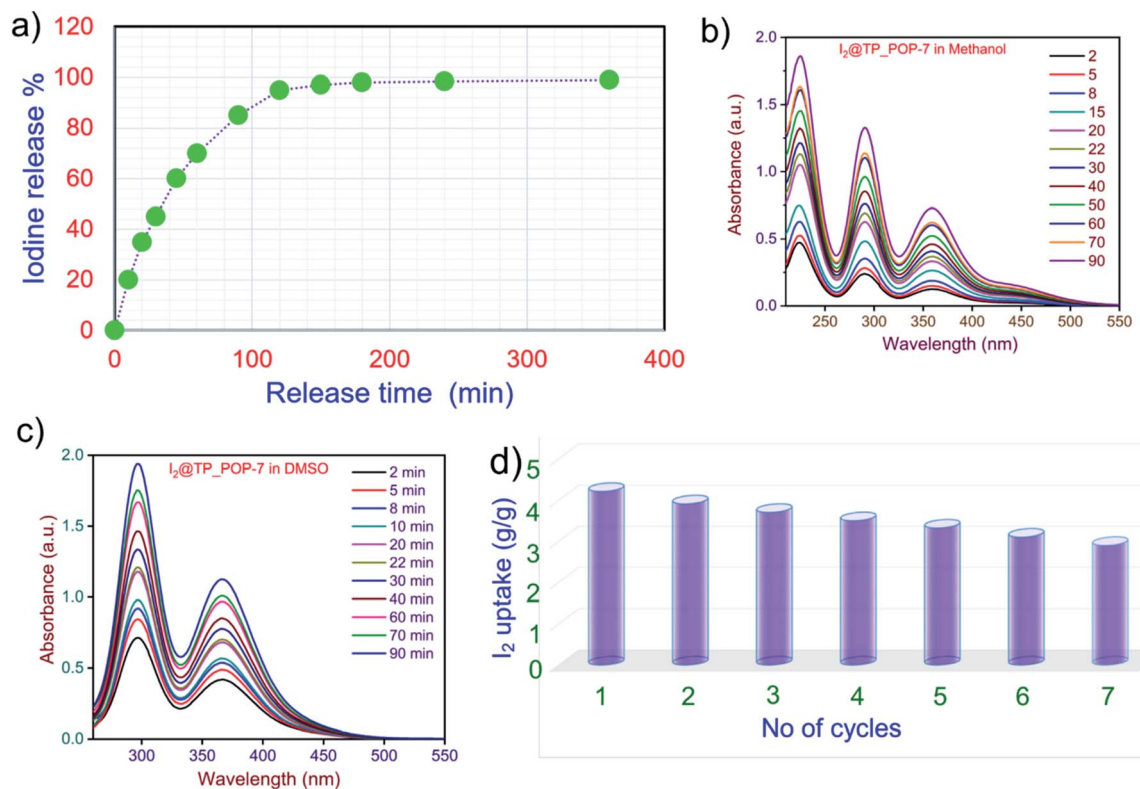 a)
120
100
80
60
40
20
0
Iodine release %
0 100 200 300 400
Release time (min)
b)
I₂@TP_POP-7 in Methanol
2.0
1.5
1.0
0.5
0.0
Absorbance (a.u.)
2
5
8
15
20
22
30
40
50
60
70
90
250 300 350 400 450 500 550
Wavelength (nm)
c)
I₂@TP_POP-7 in DMSO
2.0
1.5
1.0
0.5
0.0
Absorbance (a.u.)
2 min
5 min
8 min
10 min
20 min
22 min
30 min
40 min
60 min
70 min
90 min
300 350 400 450 500 550
Wavelength (nm)
d)
5
4
3
2
1
0
I₂ uptake (g/g)
1 2 3 4 5 6 7
No of cycles